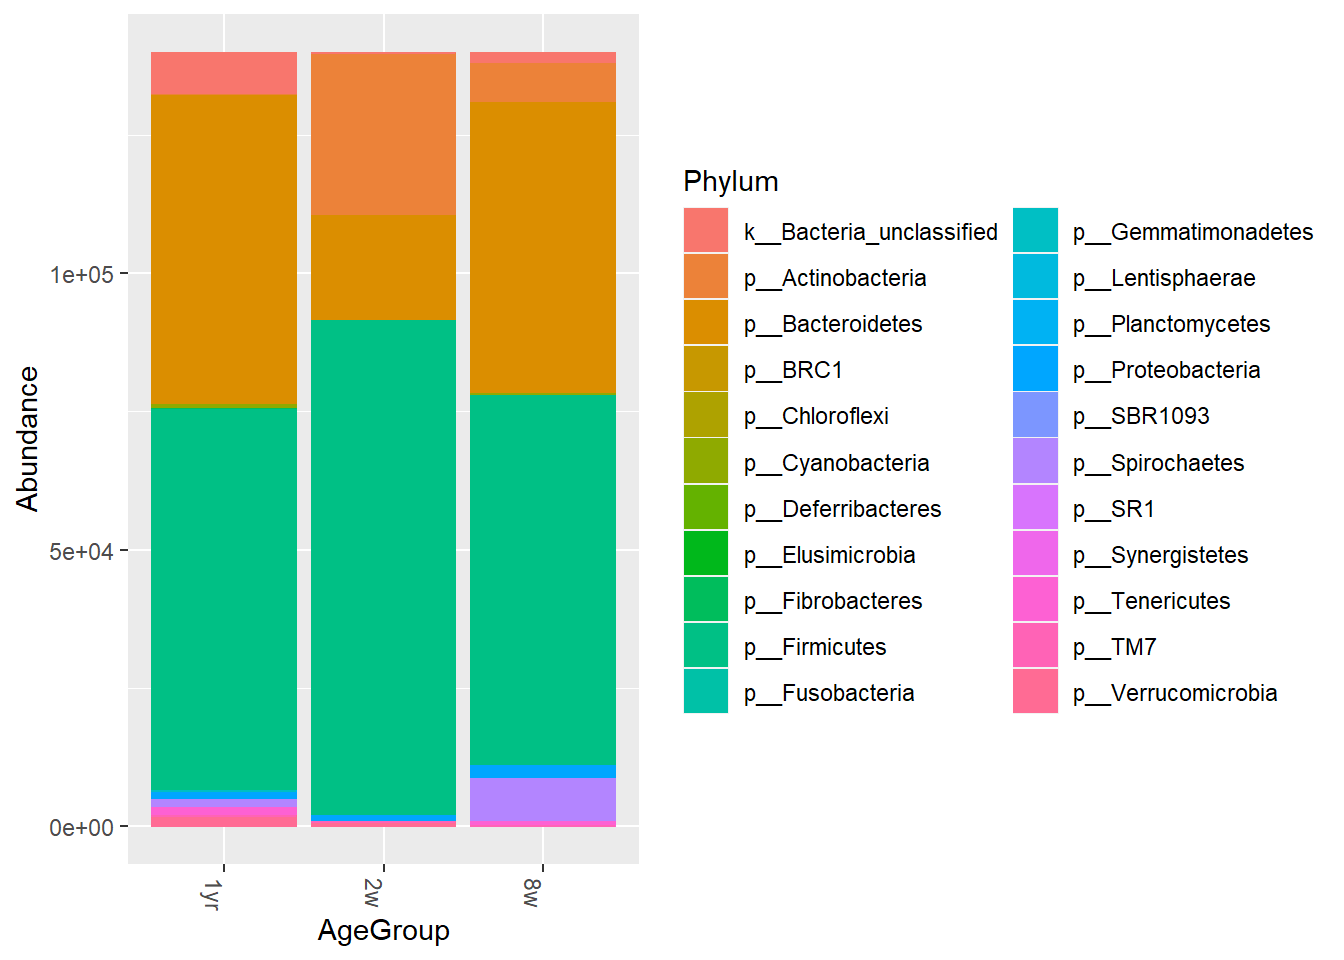 Abundance
1e+05
5e+04
0e+00
1yr
2w
8w
AgeGroup
Phylum
k__Bacteria_unclassified
p__Actinobacteria
p__Bacteroidetes
p__BRC1
p__Chloroflexi
p__Cyanobacteria
p__Deferribacteres
p__Elusimicrobia
p__Fibrobacteres
p__Firmicutes
p__Fusobacteria
p__Gemmatimonadetes
p__Lentisphaerae
p__Planctomycetes
p__Proteobacteria
p__SBR1093
p__Spirochaetes
p__SR1
p__Synergistetes
p__Tenericutes
p__TM7
p__Verrucomicrobia